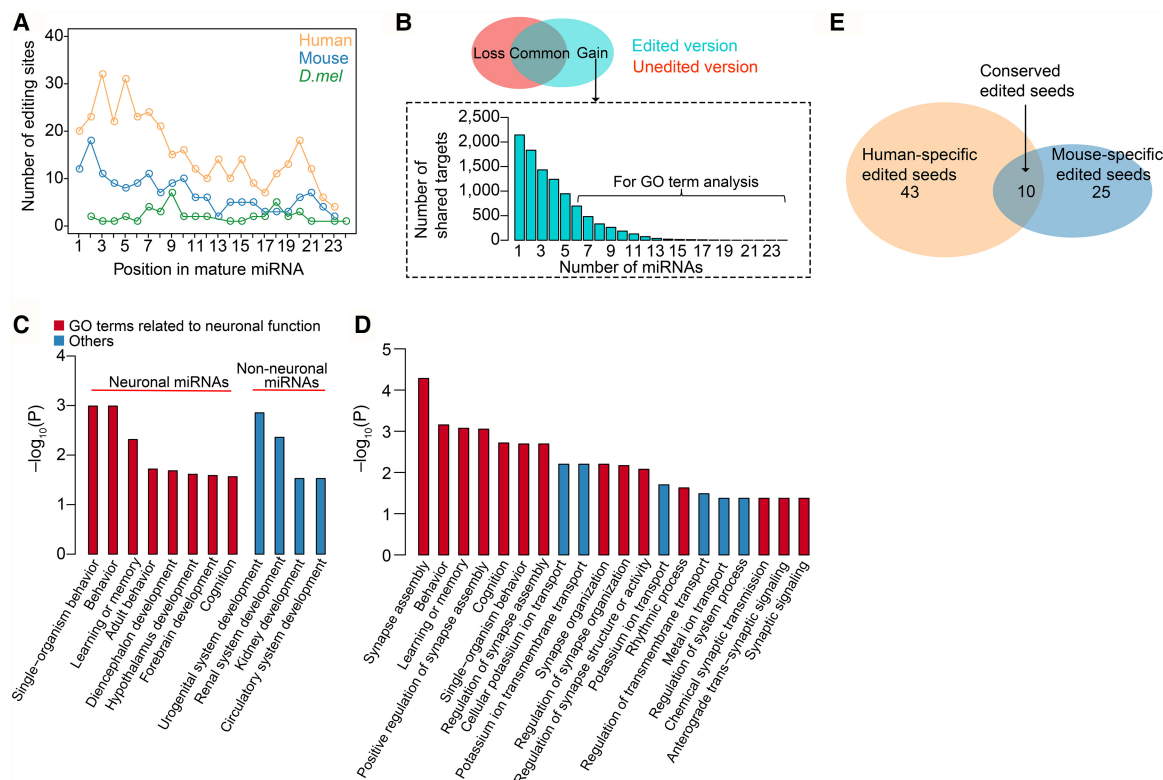 A
Number of editing sites
40
30
20
10
0
Human
Mouse
D.mel
1 3 5 7 9 11 13 15 17 19 21 23
Position in mature miRNA
B
Loss Common Gain
Edited version
Unedited version
Number of
shared targets
2,500
2,000
1,500
1,000
500
0
For GO term analysis
1 3 5 7 9 11 13 15 17 19 21 23
Number of miRNAs
E
Conserved
edited seeds
Human-specific
edited seeds
43
10
Mouse-specific
edited seeds
25
C
GO terms related to neuronal function
Others
–log10(P)
4
3
2
1
0
Neuronal miRNAs
Non-neuronal
miRNAs
Single−organism behavior
Behavior
Learning or memory
Adult behavior
Diencephalon development
Hypothalamus development
Forebrain development
Cognition
Urogenital system development
Renal system development
Kidney development
Circulatory system development
D
–log10(P)
5
4
3
2
1
0
Synapse assembly
Behavior
Learning or memory
Positive regulation of synapse assembly
Cognition
Single−organism behavior
Regulation of synapse assembly
Cellular potassium ion transport
Potassium ion transmembrane transport
Synapse organization
Regulation of synapse organization
Regulation of synapse structure or activity
Potassium ion transport
Rhythmic process
Regulation of transmembrane transport
Metal ion transport
Regulation of system process
Chemical synaptic transmission
Anterograde trans−synaptic signaling
Synaptic signaling